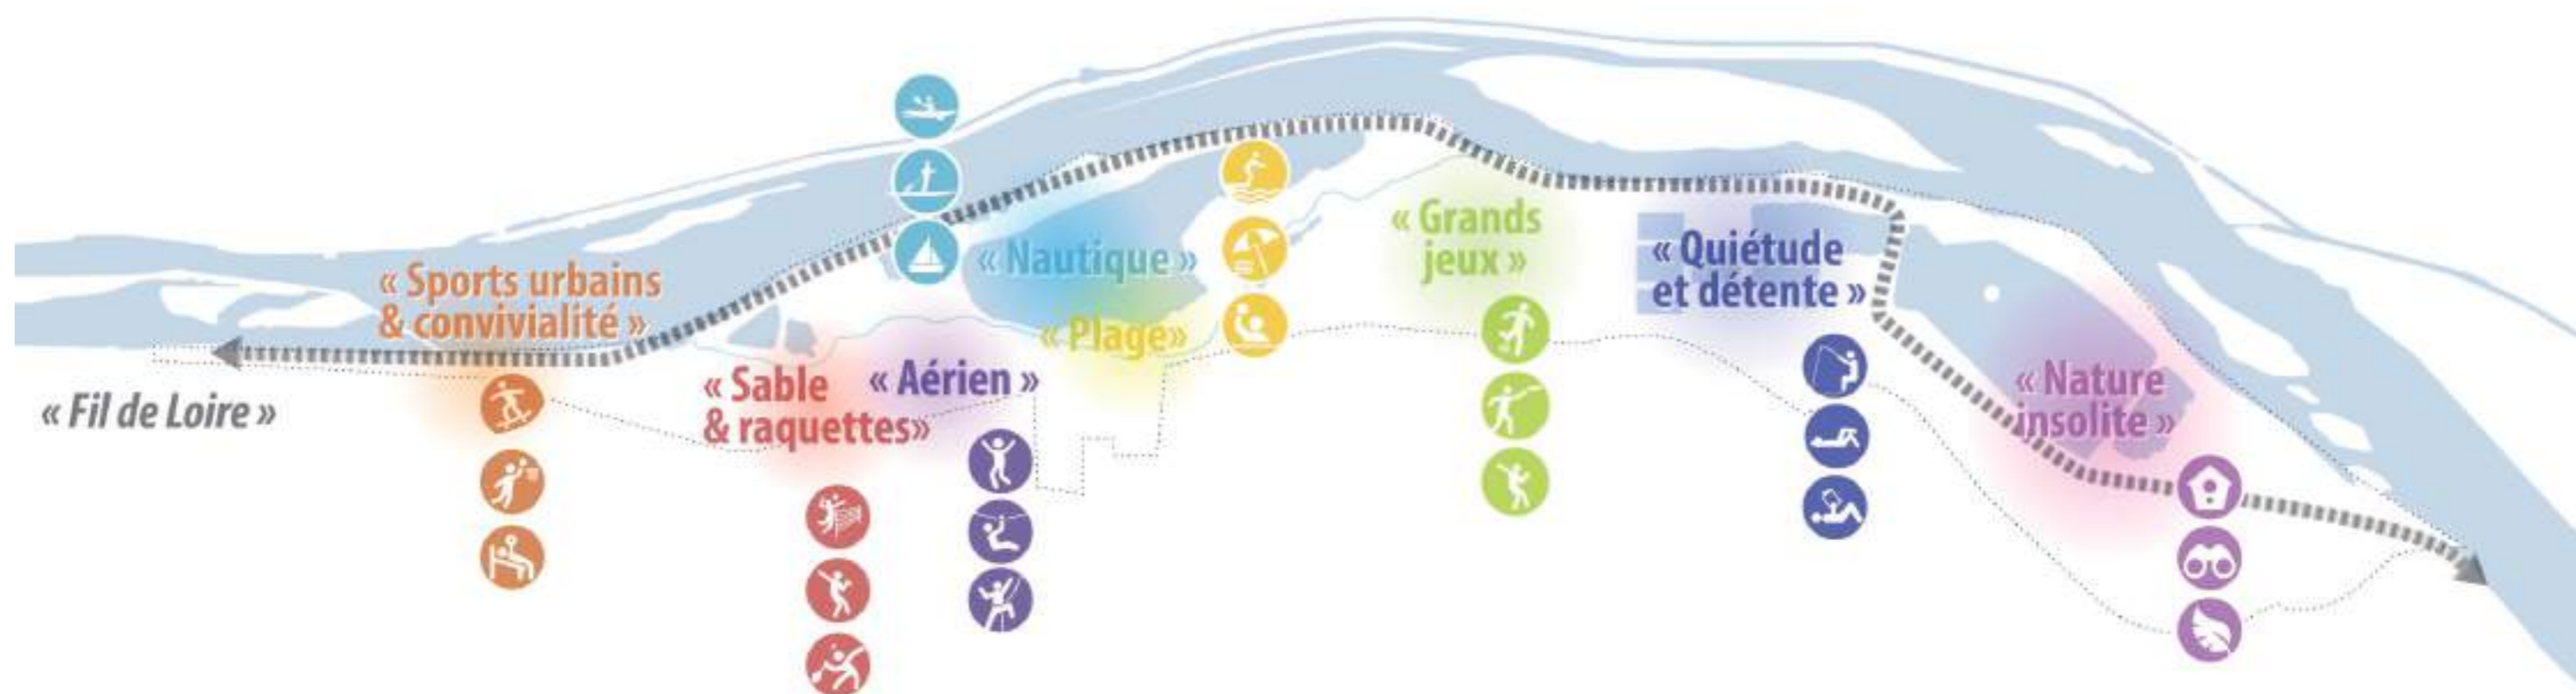 « Sports urbains
& convivialité »
« Fil de Loire »
« Sable
& raquettes»
« Aérien »
« Nautique »
« Plage»
« Grands
jeux »
« Quiétude
et détente »
« Nature
insolite »